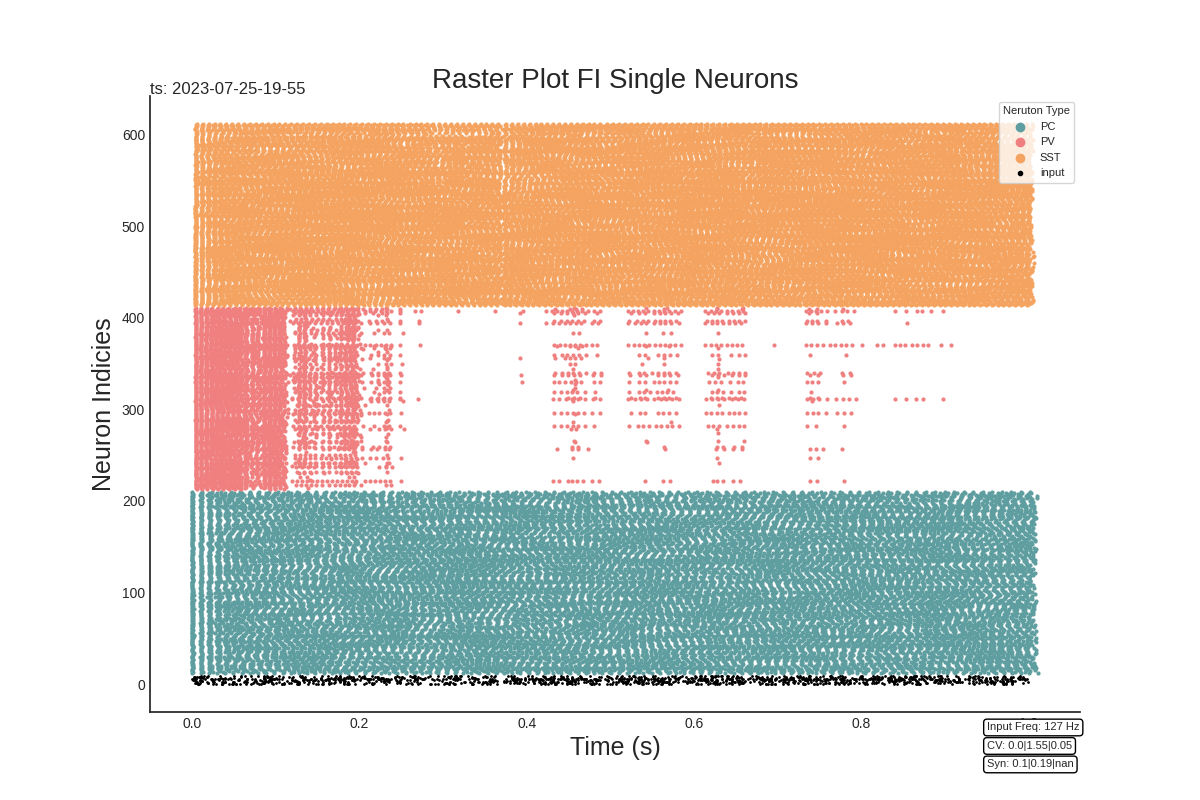 Raster Plot FI Single Neurons
ts: 2023-07-25-19-55
Neruton Type
PC
PV
SST
input
Neuron Indicies
600
500
400
300
200
100
0
0.0
0.2
0.4
0.6
0.8
Time (s)
Input Freq: 127 Hz
CV: 0.0|1.55|0.05
Syn: 0.1|0.19|nan